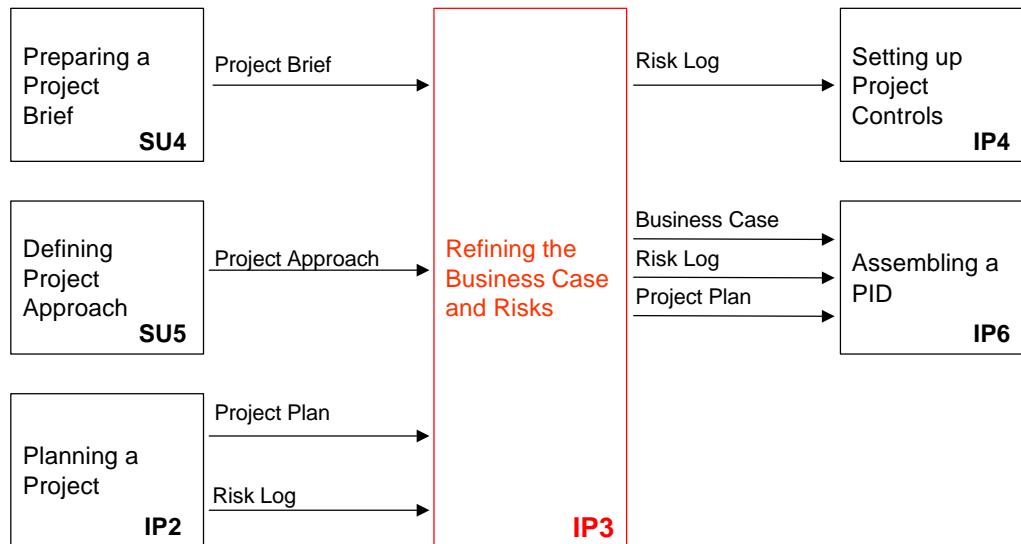 Preparing a
Project
Brief
SU4
Project Brief
Risk Log
Setting up
Project
Controls
IP4
Defining
Project
Approach
SU5
Project Approach
Refining the
Business Case
and Risks
IP3
Business Case
Risk Log
Project Plan
Assembling a
PID
IP6
Planning a
Project
IP2
Project Plan
Risk Log